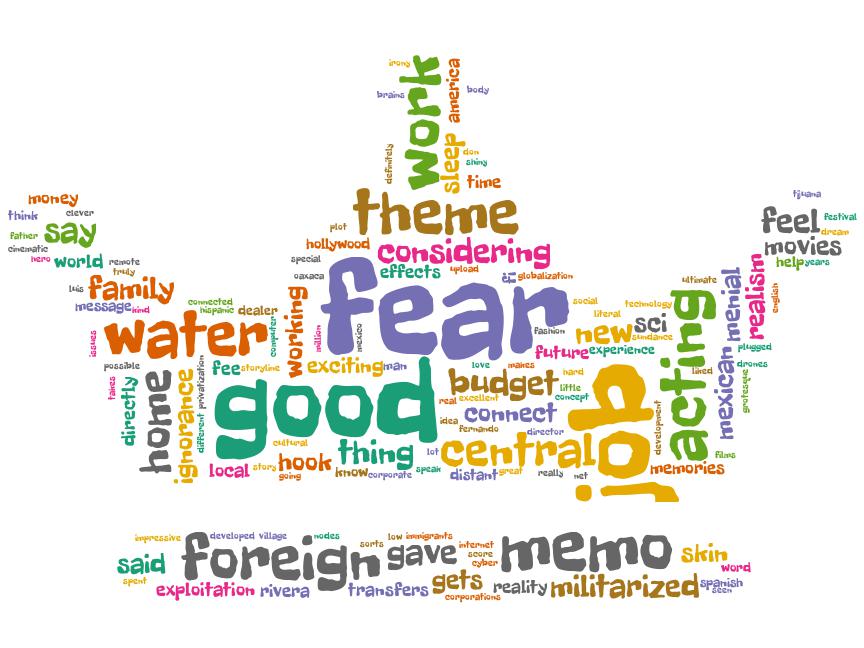 irony
work
america
brains
body
definitely
sleep
don
shiny
time
money
think
clever
say
father
cinematic
hero
world
remote
truly
luis
family
message
kind
theme
plot
hollywood
considering
special
effects
upload
oaxaca
globalization
tijuana
feel
festival
dream
movies
help
years
ultimate
menial
realism
english
connected
hispanic
dealer
computer
working
million
mexico
fear
fashion
social
literal
technology
new
sci
sundance
future
experience
acting
mexican
plugged
drones
grotesque
issues
water
possible
takes
directly
home
ignorance
privatization
different
fee
storyline
exciting
man
good
love
makes
budget
hard
little
concept
real
excellent
connect
idea
fernando
director
job
liked
development
films
memories
cultural
thing
lot
central
local
story
hook
going
know
corporate
speak
distant
great
really
net
impressive
developed
village
nodes
sorts
low
immigrants
internet
score
cyber
said
spent
foreign
gave
memo
skin
word
exploitation
rivera
transfers
gets
corporations
reality
militarized
spanish
seen